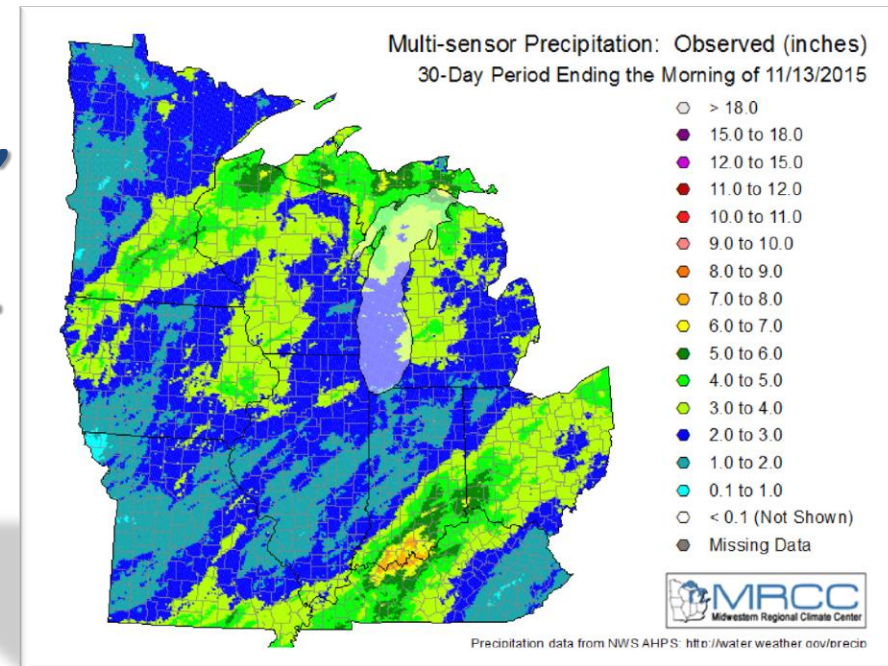 Multi-sensor Precipitation: Observed (inches)
30-Day Period Ending the Morning of 11/13/2015
> 18.0
15.0 to 18.0
12.0 to 15.0
11.0 to 12.0
10.0 to 11.0
9.0 to 10.0
8.0 to 9.0
7.0 to 8.0
6.0 to 7.0
5.0 to 6.0
4.0 to 5.0
3.0 to 4.0
2.0 to 3.0
1.0 to 2.0
0.1 to 1.0
< 0.1 (Not Shown)
Missing Data
MRCC
Midwestern Regional Climate Center
Precipitation data from NWS AHPS: http://water.weather.gov/precip